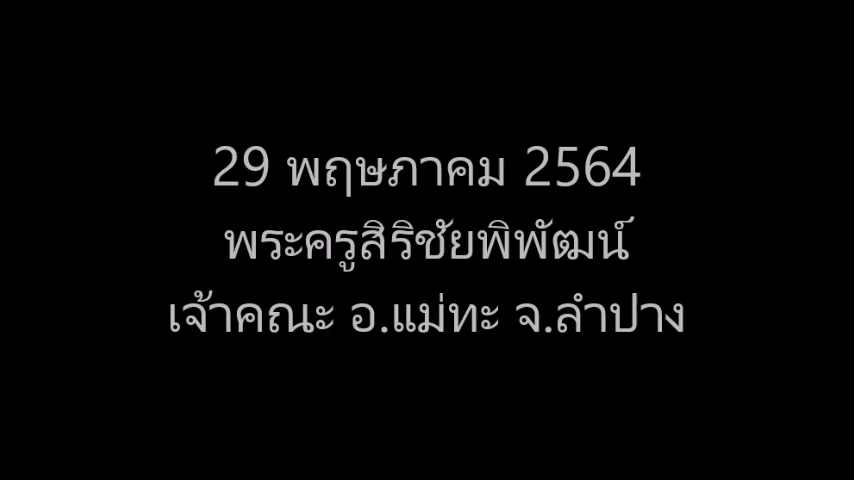 29 พฤษภาคม 2564
พระครูสิริชัยพิพัฒน์
เจ้าคณะ อ.แม่ทะ จ.ลำปาง